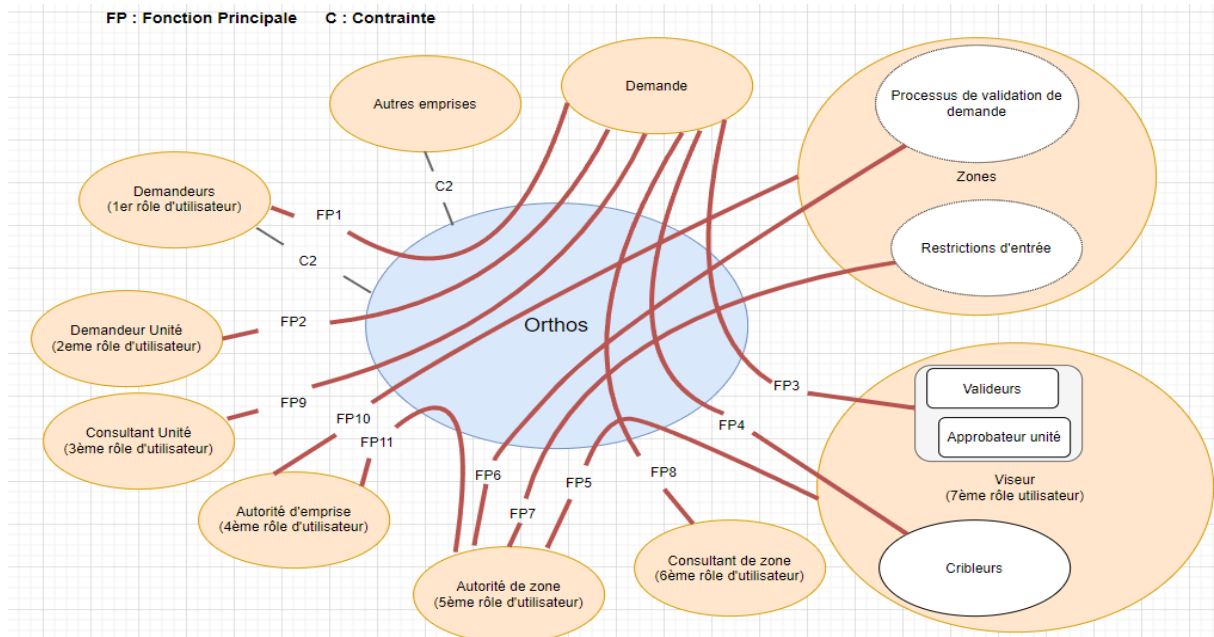 FP : Fonction Principale C : Contrainte
Autres emprises
Demande
Processus de validation de
demande
Zones
Restrictions d'entrée
Demandeurs
(1er rôle d'utilisateur)
FP1
C2
C2
Orthos
Demandeur Unité
(2eme rôle d'utilisateur)
FP2
FP9
Consultant Unité
(3ème rôle d'utilisateur)
FP10
FP11
Autorité d'emprise
(4ème rôle d'utilisateur)
FP6
FP7
FP5
Autorité de zone
(5ème rôle d'utilisateur)
FP8
Consultant de zone
(6ème rôle d'utilisateur)
FP3
FP4
Valideurs
Approbateur unité
Viseur
(7ème rôle utilisateur)
Cribleurs